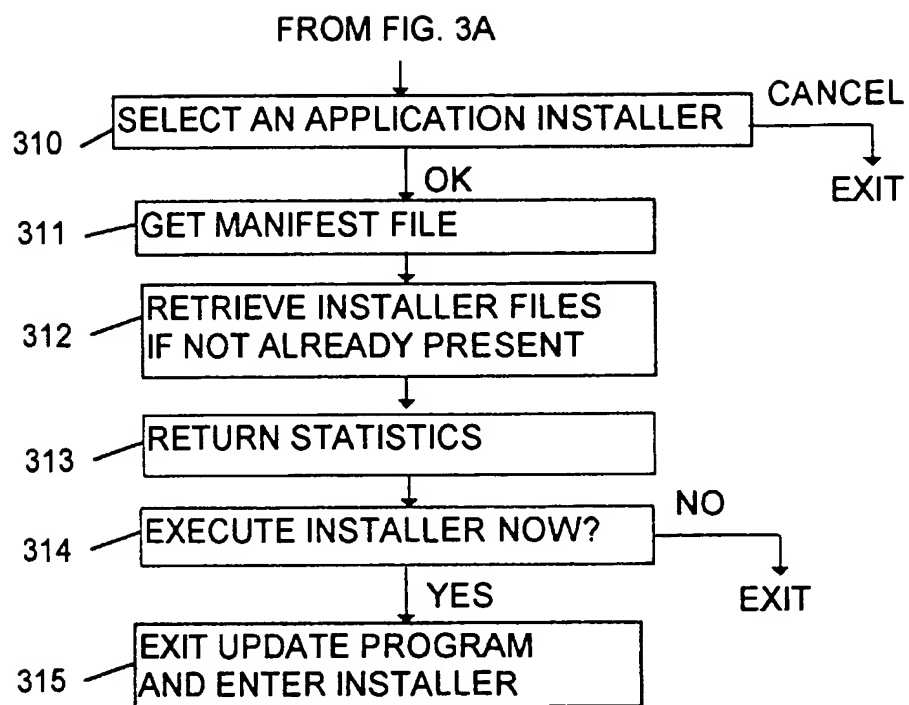 FROM FIG. 3A
CANCEL
310 SELECT AN APPLICATION INSTALLER
EXIT
OK
311 GET MANIFEST FILE
312 RETRIEVE INSTALLER FILES
IF NOT ALREADY PRESENT
313 RETURN STATISTICS
NO
314 EXECUTE INSTALLER NOW?
YES
EXIT
315 EXIT UPDATE PROGRAM
AND ENTER INSTALLER